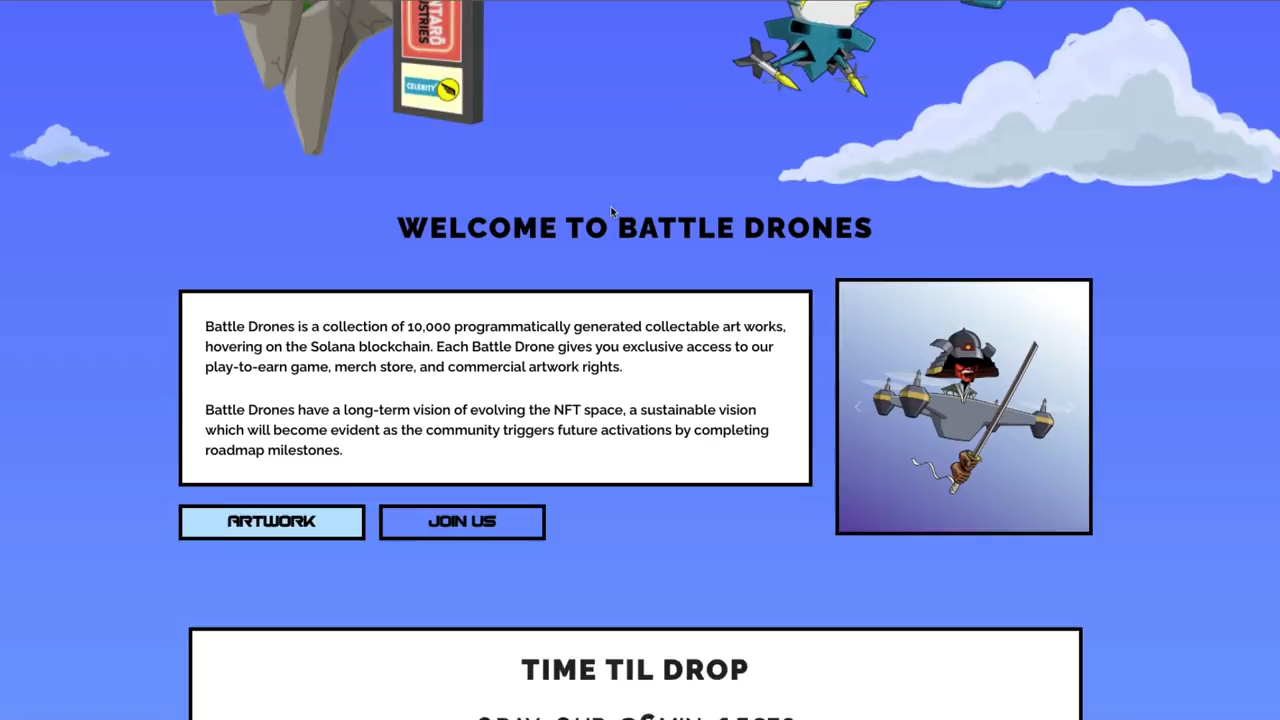 CELEBITY
WELCOME TO BATTLE DRONES
Battle Drones is a collection of 10,000 programmatically generated collectable art works,
hovering on the Solana blockchain. Each Battle Drone gives you exclusive access to our
play-to-earn game, merch store, and commercial artwork rights.
Battle Drones have a long-term vision of evolving the NFT space, a sustainable vision
which will become evident as the community triggers future activations by completing
roadmap milestones.
ARTWORK
JOIN US
TIME TIL DROP